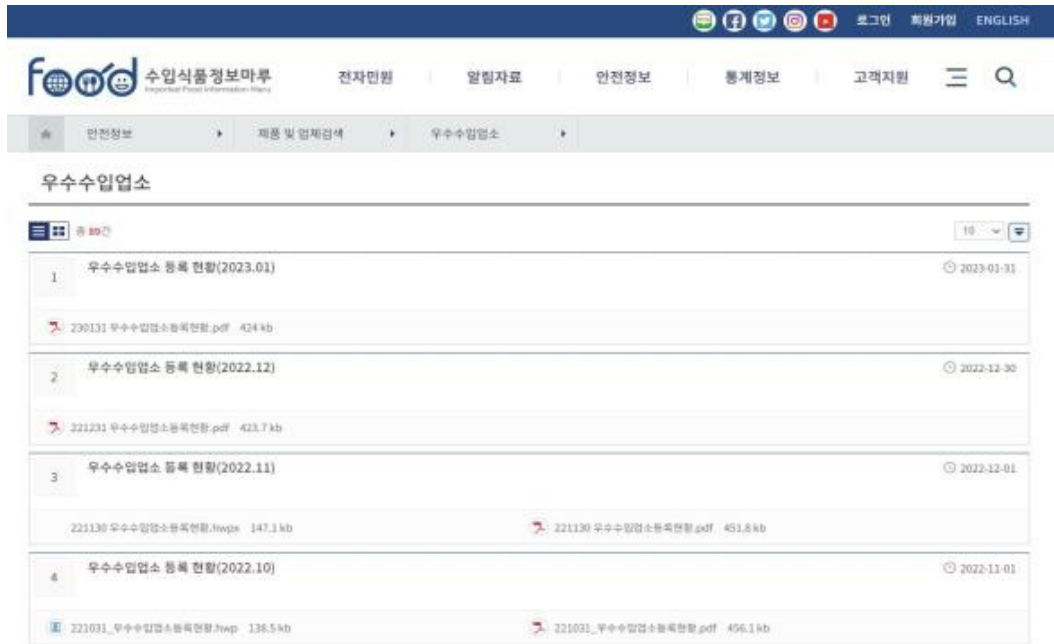 로그인 회원가입 ENGLISH
food 수입식품정보마루
Imported Food Information Maru
전자민원 알림자료 안전정보 통계정보 고객지원
안전정보 제품 및 업체검색 우수수입업소
우수수입업소
총 89건 10
1 우수수입업소 등록 현황(2023.01) 2023-01-31
230131 우수수입업소등록현황.pdf 424 kb
2 우수수입업소 등록 현황(2022.12) 2022-12-30
221231 우수수입업소등록현황.pdf 423.7 kb
3 우수수입업소 등록 현황(2022.11) 2022-12-01
221130 우수수입업소등록현황.hwpx 147.1 kb 221130 우수수입업소등록현황.pdf 451.8 kb
4 우수수입업소 등록 현황(2022.10) 2022-11-01
221031_우수수입업소등록현황.hwp 138.5 kb 221031_우수수입업소등록현황.pdf 456.1 kb